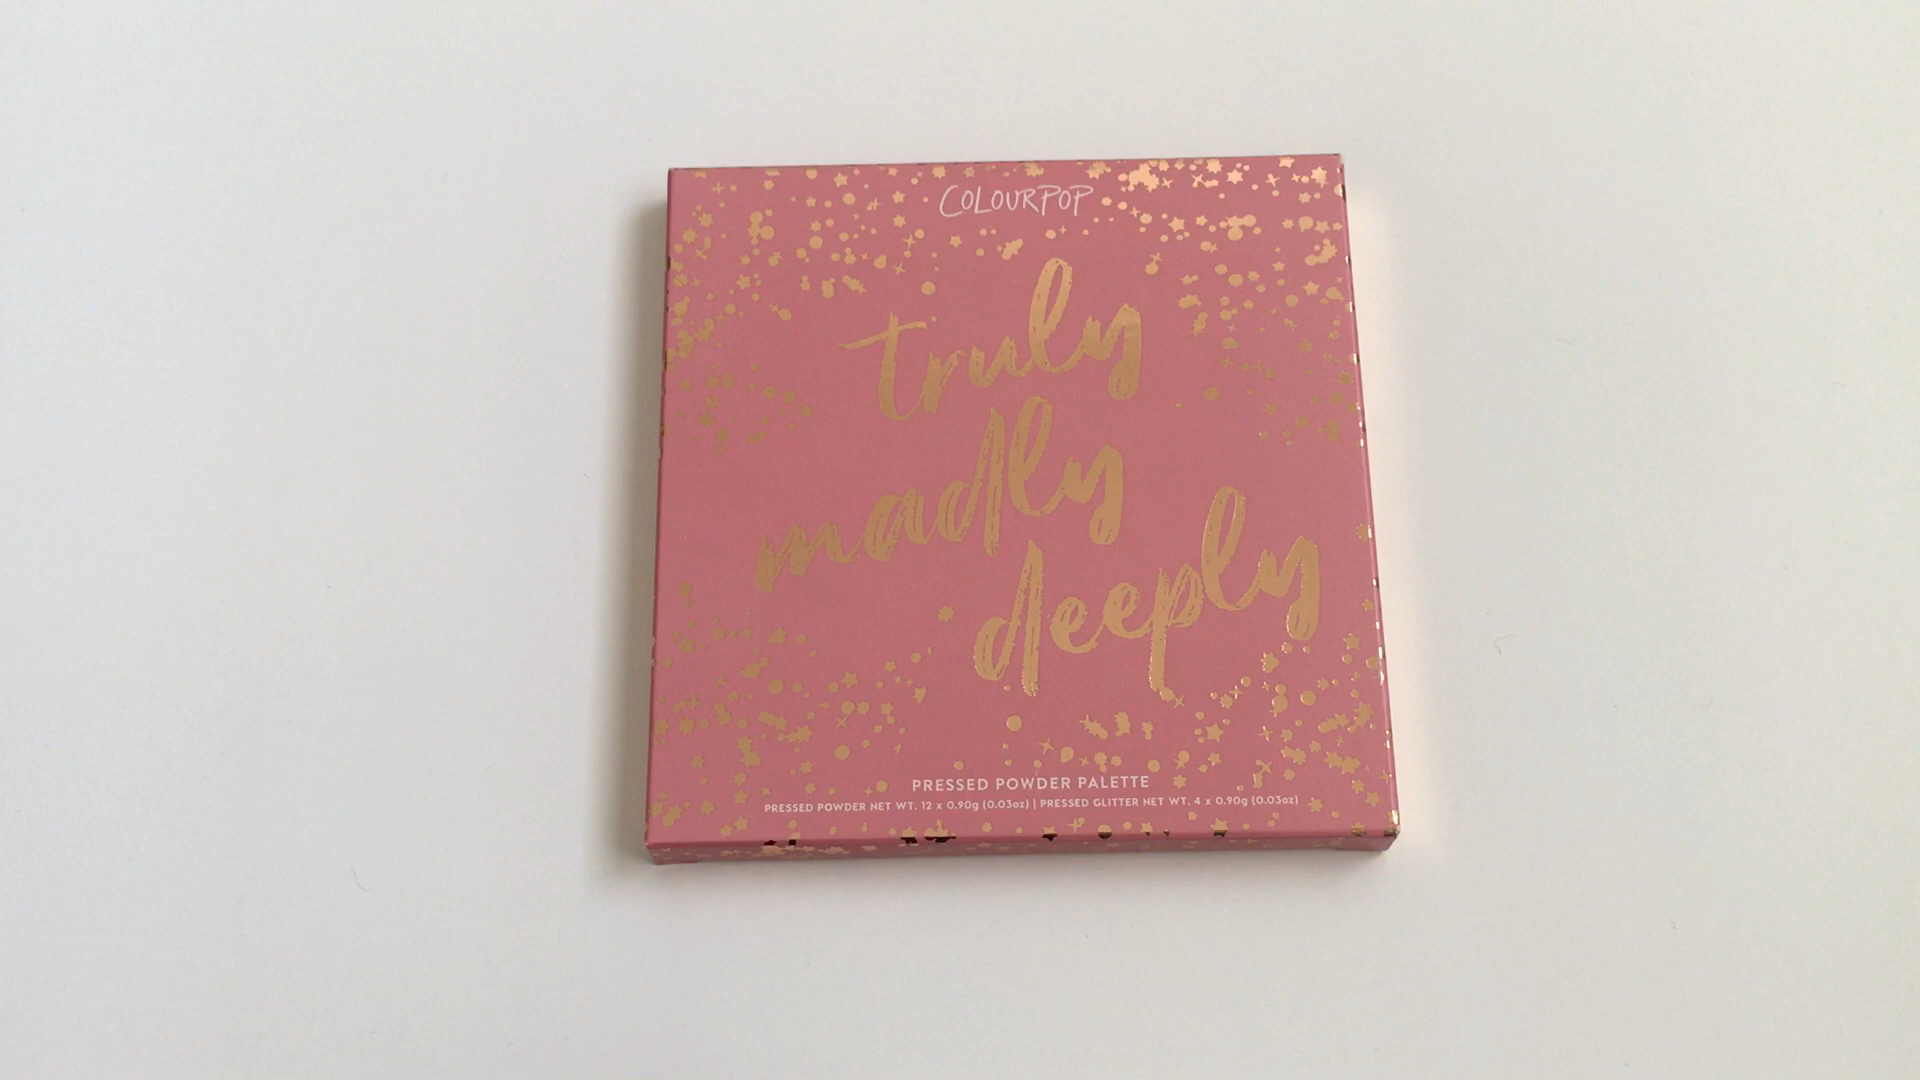 COLOURPOP
truly
madly
deeply
PRESSED POWDER PALETTE
PRESSED POWDER NET WT. 12 x 0.90g (0.03oz) | PRESSED GLITTER NET WT. 4 x 0.90g (0.03oz)